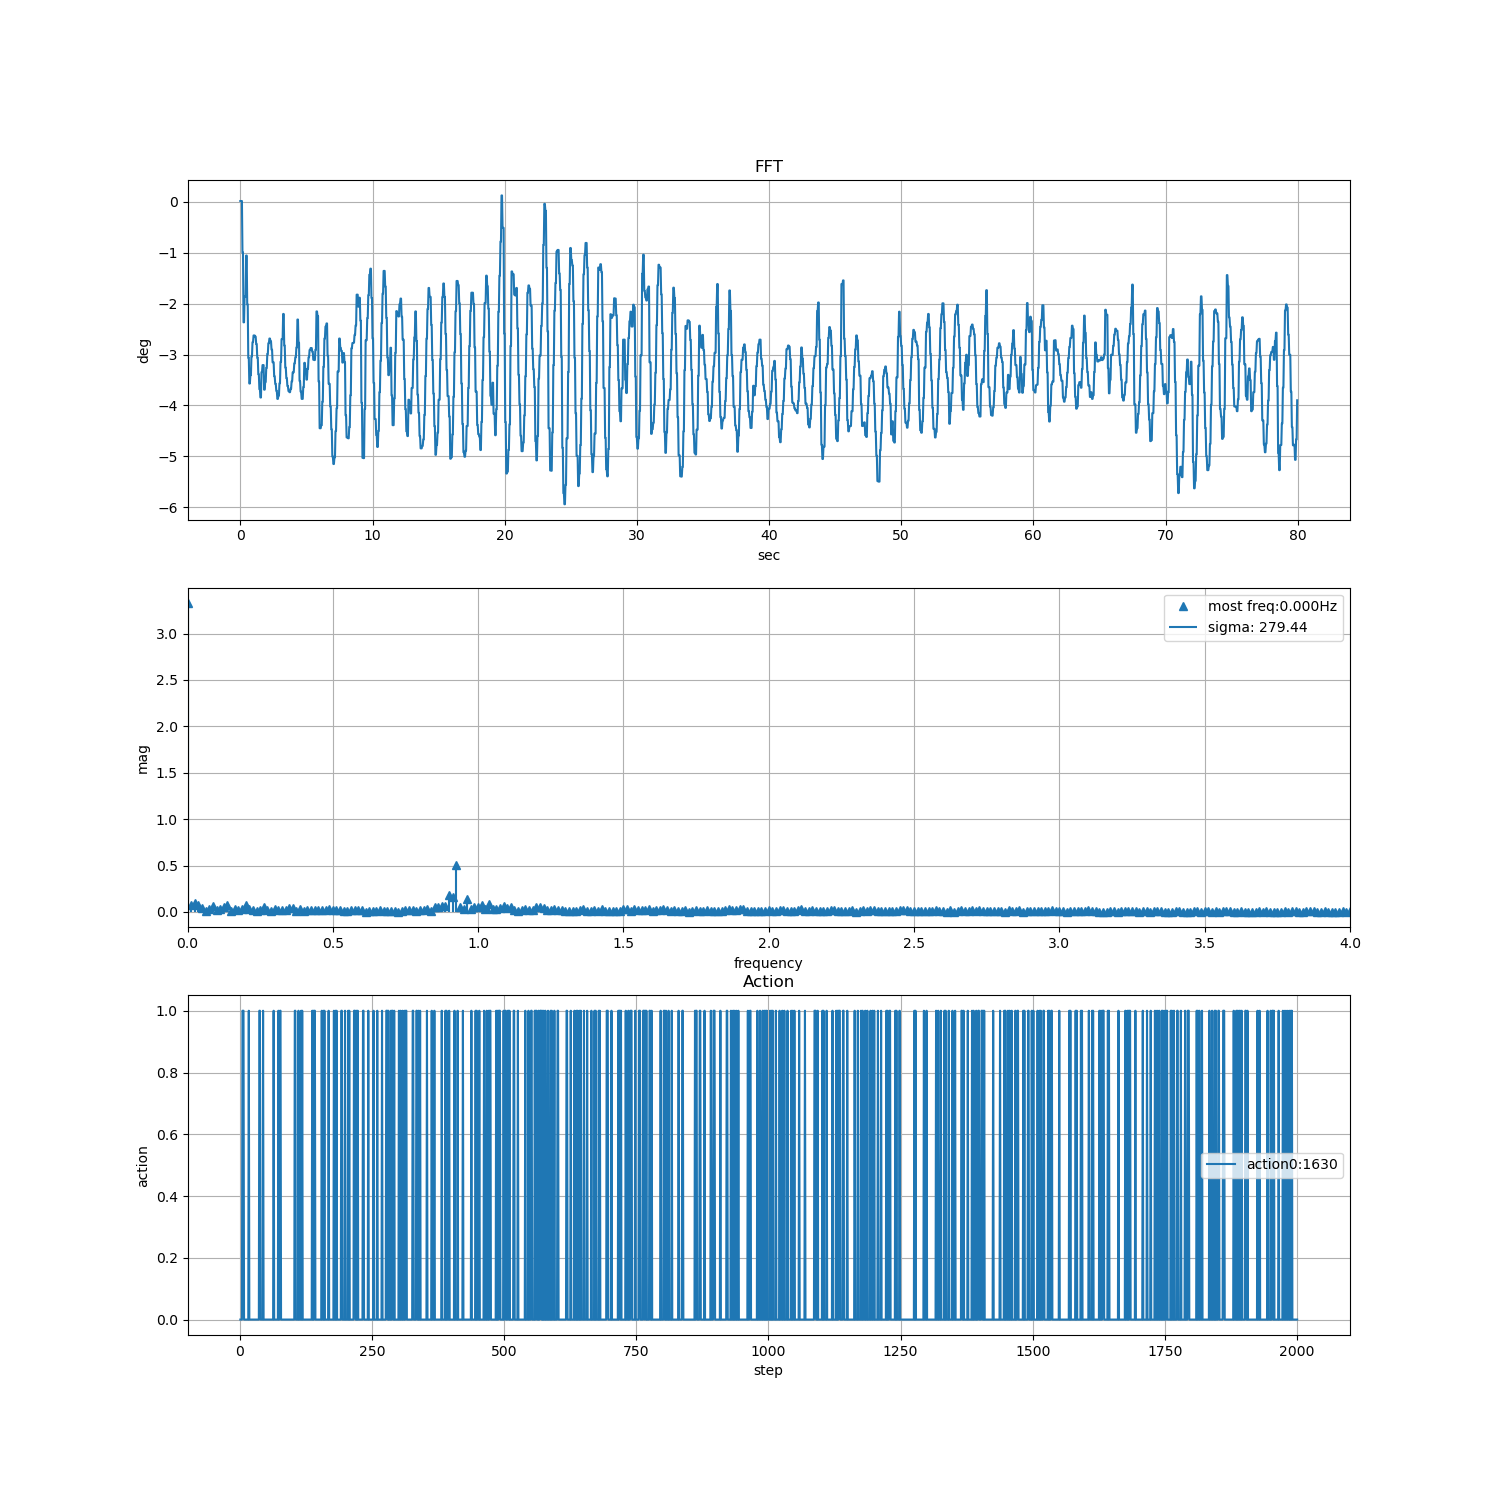 FFT
0
−1
−2
−3
−4
−5
−6
deg
0 10 20 30 40 50 60 70 80
sec
most freq:0.000Hz
sigma: 279.44
3.0
2.5
2.0
1.5
1.0
0.5
0.0
mag
0.0 0.5 1.0 1.5 2.0 2.5 3.0 3.5 4.0
frequency
Action
1.0
0.8
0.6
0.4
0.2
0.0
action
action0:1630
0 250 500 750 1000 1250 1500 1750 2000
step